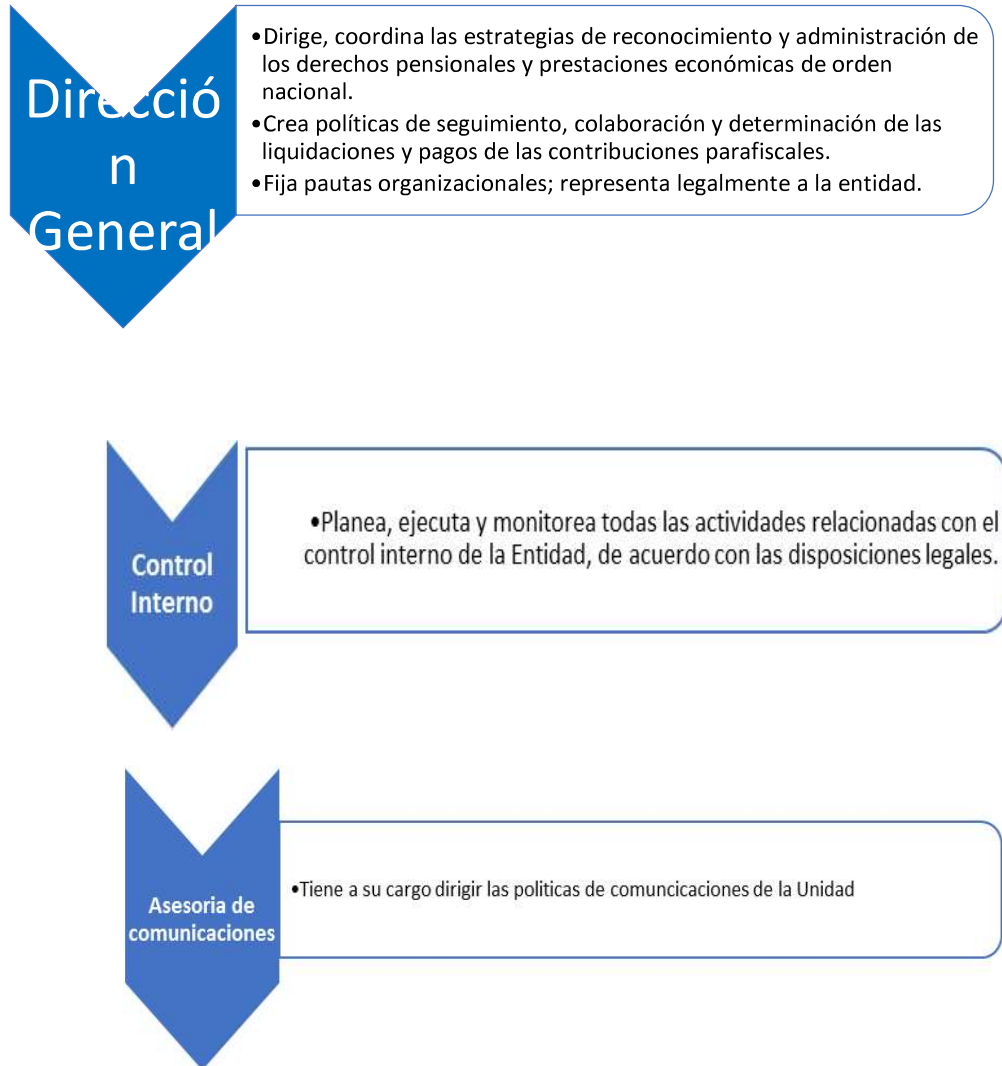 Direcció
n
General
•Dirige, coordina las estrategias de reconocimiento y administración de
los derechos pensionales y prestaciones económicas de orden
nacional.
•Crea políticas de seguimiento, colaboración y determinación de las
liquidaciones y pagos de las contribuciones parafiscales.
•Fija pautas organizacionales; representa legalmente a la entidad.
Control
Interno
•Planea, ejecuta y monitorea todas las actividades relacionadas con el
control interno de la Entidad, de acuerdo con las disposiciones legales.
Asesoria de
comunicaciones
•Tiene a su cargo dirigir las politicas de comuncicaciones de la Unidad